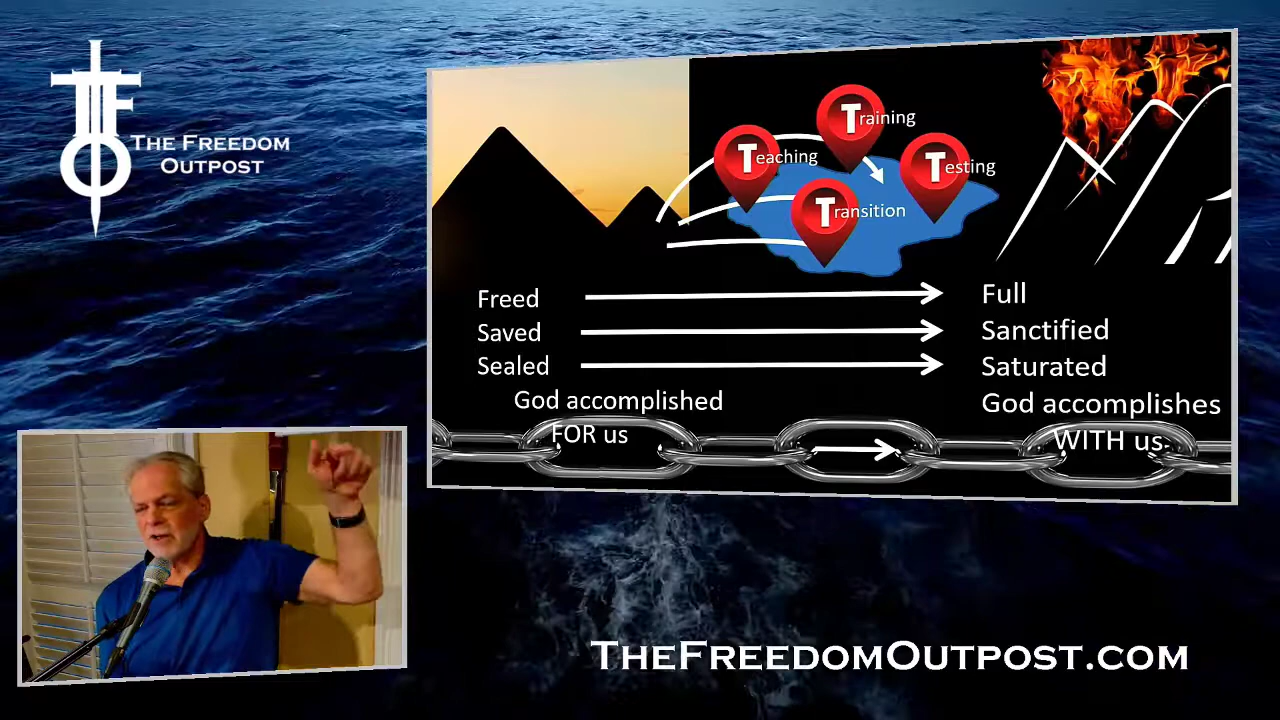 THE FREEDOM
OUTPOST
Training
Teaching
Testing
Transition
Freed
Full
Saved
Sanctified
Sealed
Saturated
God accomplished
FOR us
God accomplishes
WITH us
THEFREEDOMOUTPOST.COM